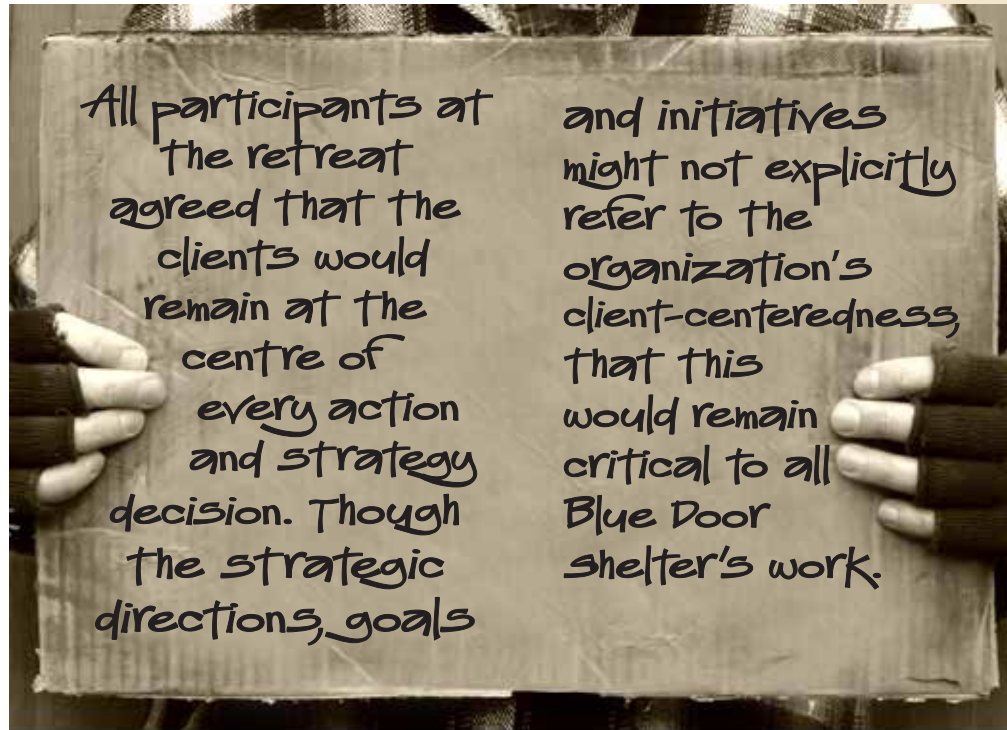 All participants at
the retreat
agreed that the
clients would
remain at the
centre of
every action
and strategy
decision. Though
the strategic
directions, goals
and initiatives
might not explicitly
refer to the
organization's
client-centeredness,
that this
would remain
critical to all
Blue Door
shelter's work.